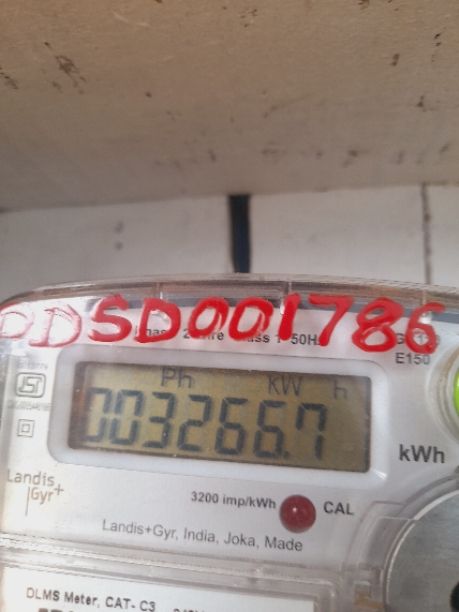 DDSD001786
50Hz
E150
Ph kW h
003266.7
kWh
Landis
Gyr+
3200 imp/kWh
CAL
Landis+Gyr, India, Joka, Made
DLMS Meter, CAT- C3